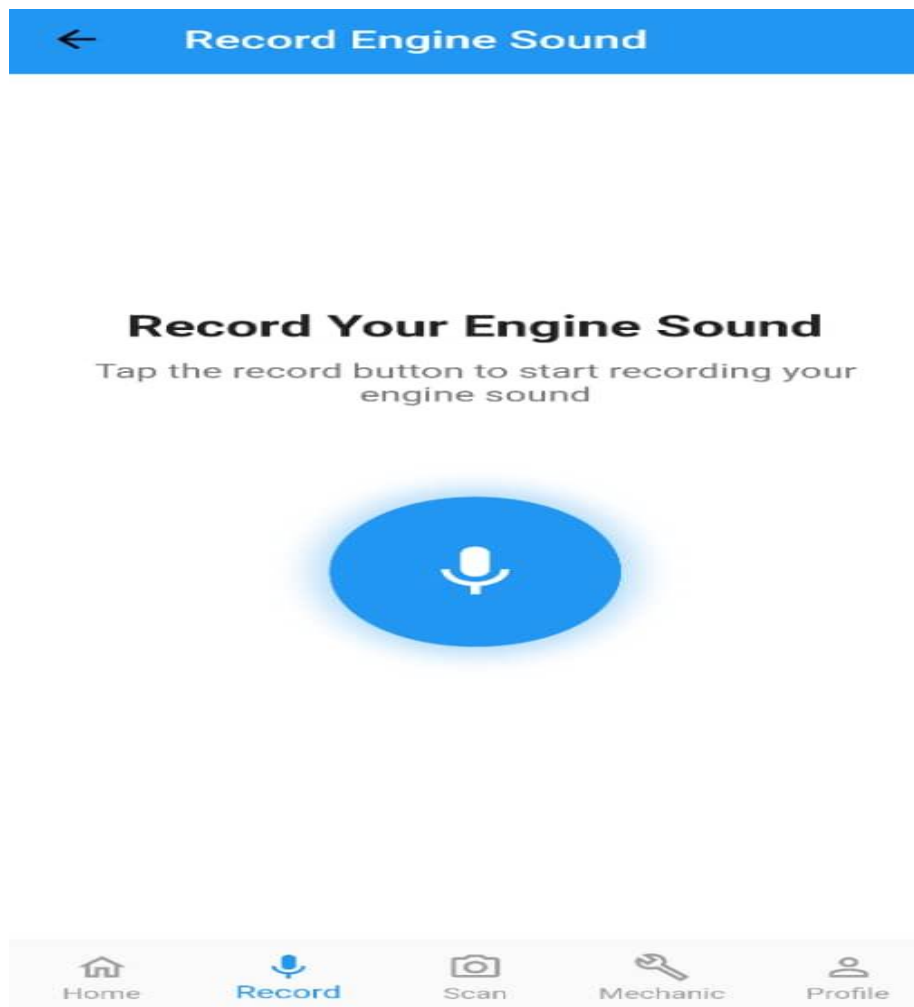 Record Engine Sound
Record Your Engine Sound
Tap the record button to start recording your
engine sound
Home
Record
Scan
Mechanic
Profile